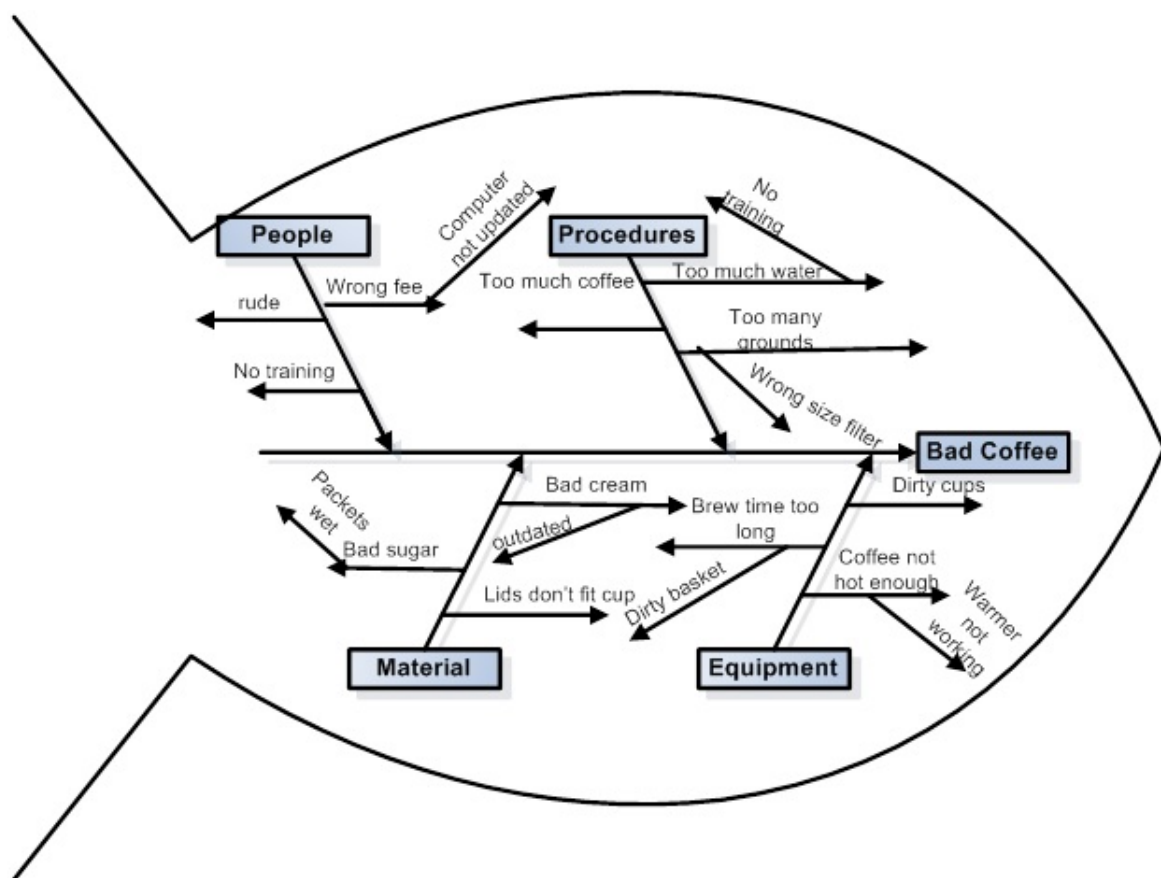 People
Wrong fee
Computer
not updated
rude
No training
Procedures
No
training
Too much water
Too much coffee
Too many
grounds
Wrong size filter
Bad Coffee
Bad cream
outdated
Packets
wet
Bad sugar
Lids don't fit cup
Material
Brew time too
long
Dirty basket
Dirty cups
Coffee not
hot enough
Warmer
not
working
Equipment